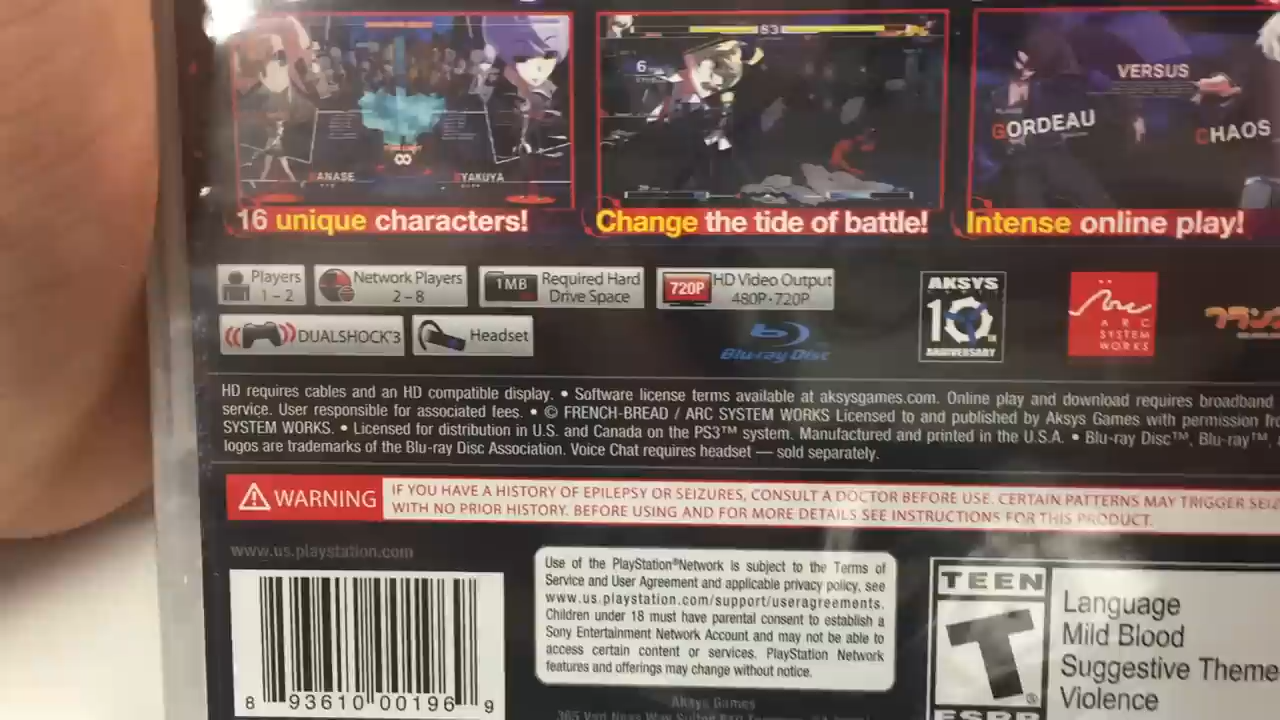 83
6
VERSUS
GORDEAU
CHAOS
ANASE
YAKUYA
16 unique characters!
Change the tide of battle!
Intense online play!
Players
1 – 2
Network Players
2 – 8
1MB
Required Hard
Drive Space
720P
HD Video Output
480P • 720P
AKSYS
10
ANNIVERSARY
ARC
SYSTEM
WORKS
DUALSHOCK®3
Headset
Blu-ray Disc
HD requires cables and an HD compatible display. • Software license terms available at aksysgames.com. Online play and download requires broadband
service. User responsible for associated fees. • © FRENCH-BREAD / ARC SYSTEM WORKS Licensed to and published by Aksys Games with permission fr
SYSTEM WORKS. • Licensed for distribution in U.S. and Canada on the PS3™ system. Manufactured and printed in the U.S.A. • Blu-ray Disc™, Blu-ray™,
logos are trademarks of the Blu-ray Disc Association. Voice Chat requires headset — sold separately.
WARNING
IF YOU HAVE A HISTORY OF EPILEPSY OR SEIZURES, CONSULT A DOCTOR BEFORE USE. CERTAIN PATTERNS MAY TRIGGER SEIZ
WITH NO PRIOR HISTORY. BEFORE USING AND FOR MORE DETAILS SEE INSTRUCTIONS FOR THIS PRODUCT.
www.us.playstation.com
8 93610 00196 9
Use of the PlayStation®Network is subject to the Terms of
Service and User Agreement and applicable privacy policy, see
www.us.playstation.com/support/useragreements.
Children under 18 must have parental consent to establish a
Sony Entertainment Network Account and may not be able to
access certain content or services. PlayStation Network
features and offerings may change without notice.
Aksys Games
TEEN
T
ESRB
Language
Mild Blood
Suggestive Theme
Violence